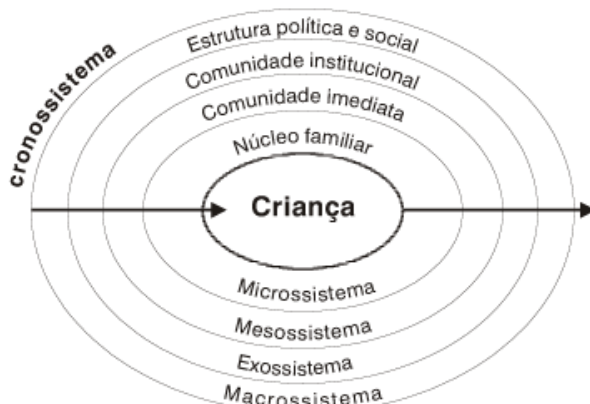 cronossistema
Estrutura política e social
Comunidade institucional
Comunidade imediata
Núcleo familiar
Criança
Microssistema
Mesossistema
Exossistema
Macrossistema